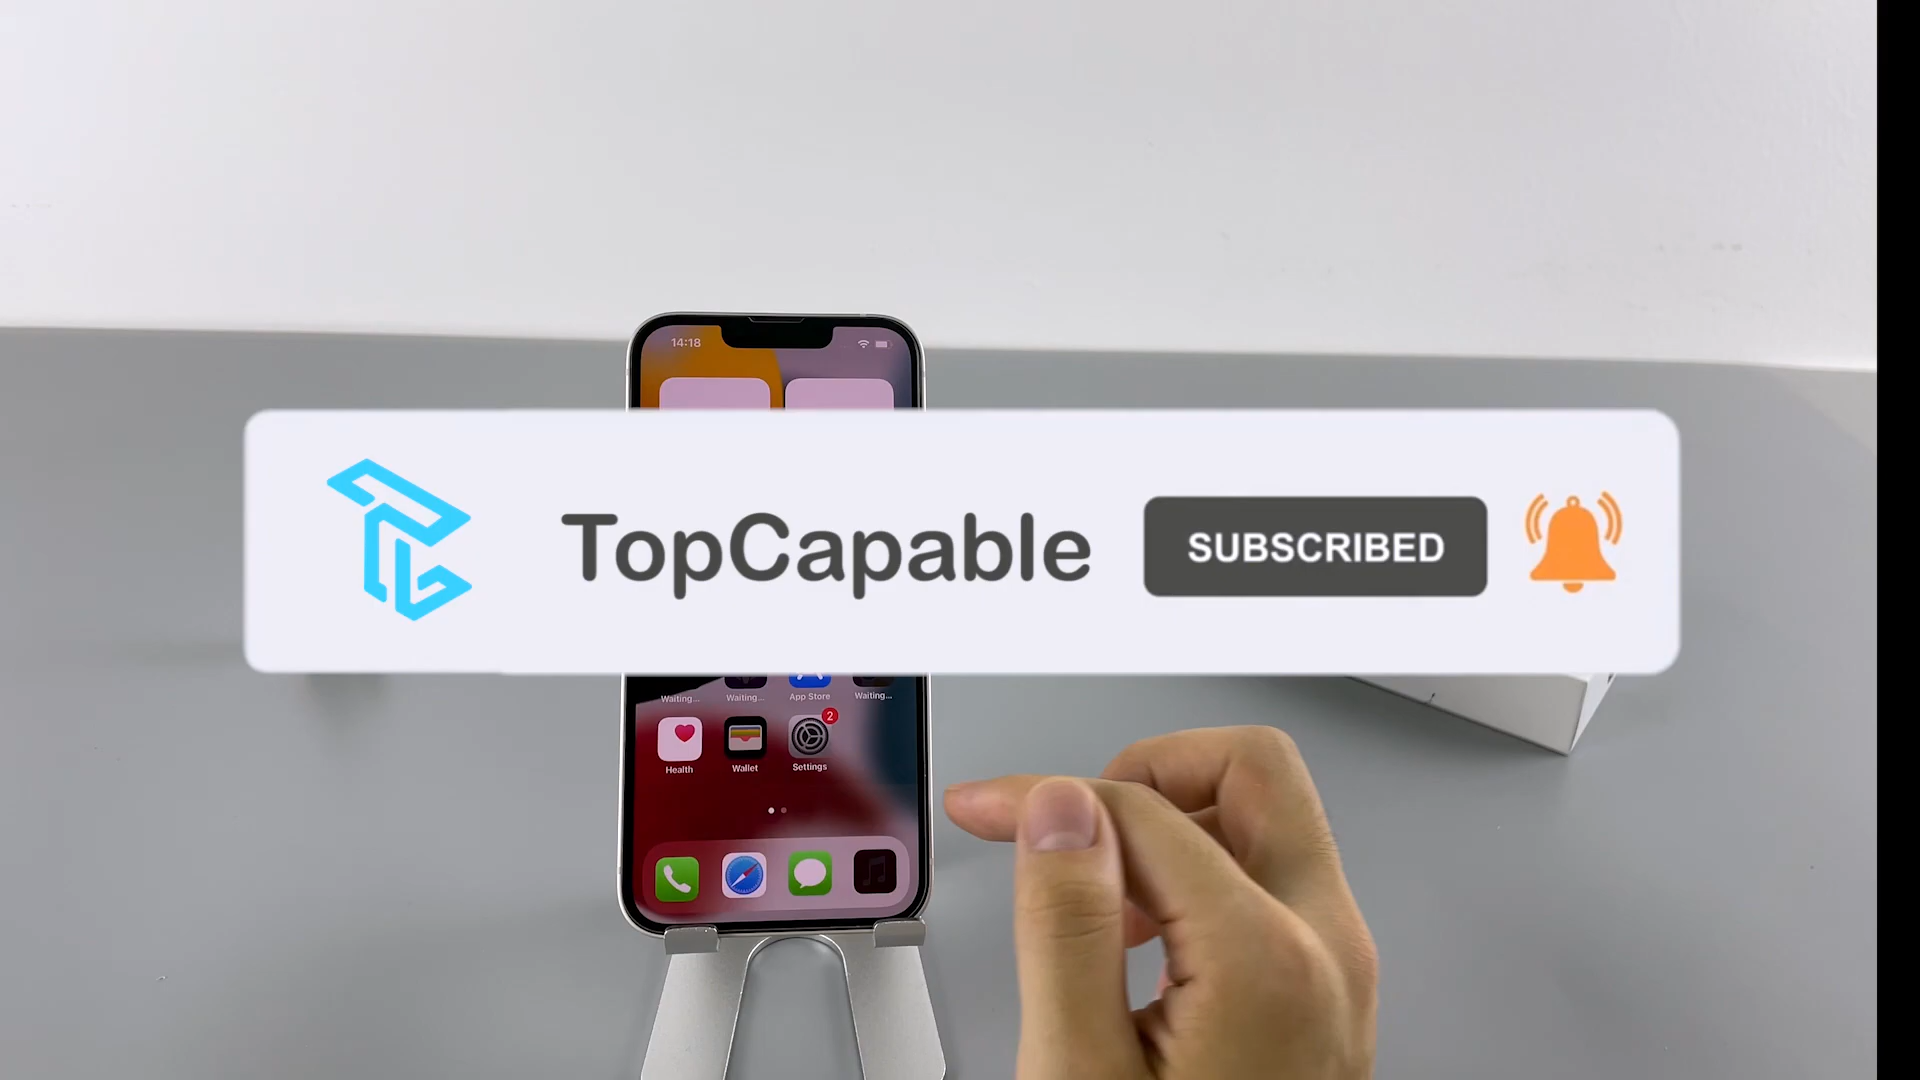 14:18
TopCapable
SUBSCRIBED
Waiting...
Waiting...
App Store
Waiting...
2
Health
Wallet
Settings